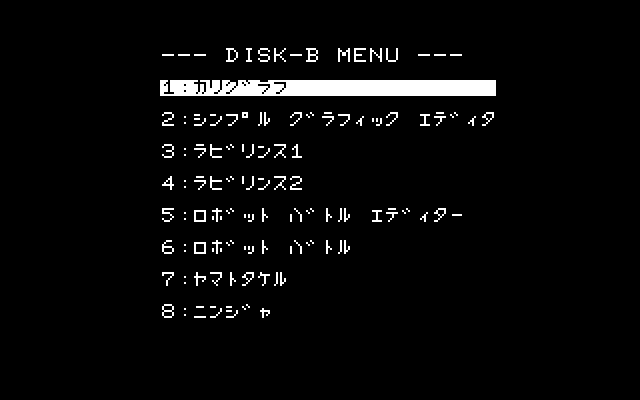 --- DISK-B MENU ---
1:カリグラフ
2:シンプル グラフィック エディタ
3:ラビリンス1
4:ラビリンス2
5:ロボット バトル エディター
6:ロボット バトル
7:ヤマトタケル
8:ニンジャ